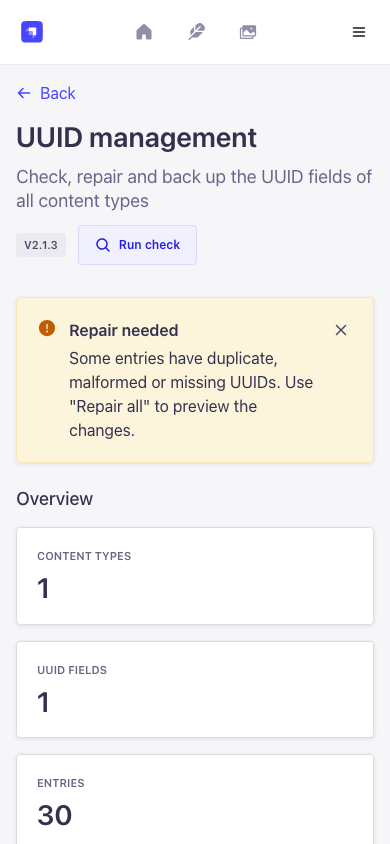 Back
UUID management
Check, repair and back up the UUID fields of
all content types
V2.1.3
Run check
Repair needed
Some entries have duplicate,
malformed or missing UUIDs. Use
"Repair all" to preview the
changes.
Overview
CONTENT TYPES
1
UUID FIELDS
1
ENTRIES
30